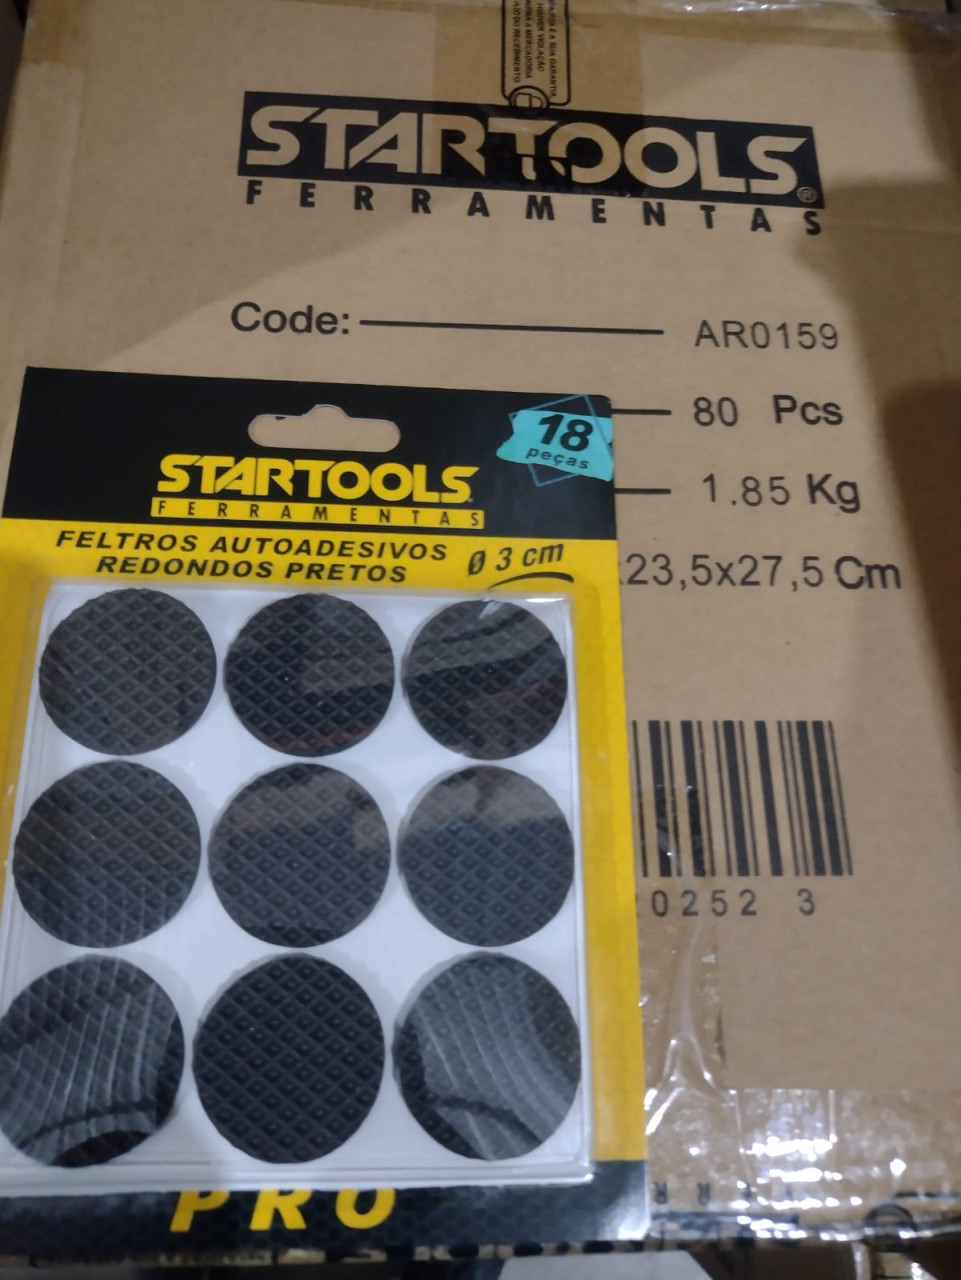 STARTOOLS®
FERRAMENTAS
Code: AR0159
80 Pcs
1.85 Kg
23,5x27,5 Cm
0252 3
18
peças
STARTOOLS
FERRAMENTAS
FELTROS AUTOADESIVOS
REDONDOS PRETOS
Ø 3 cm
PRO